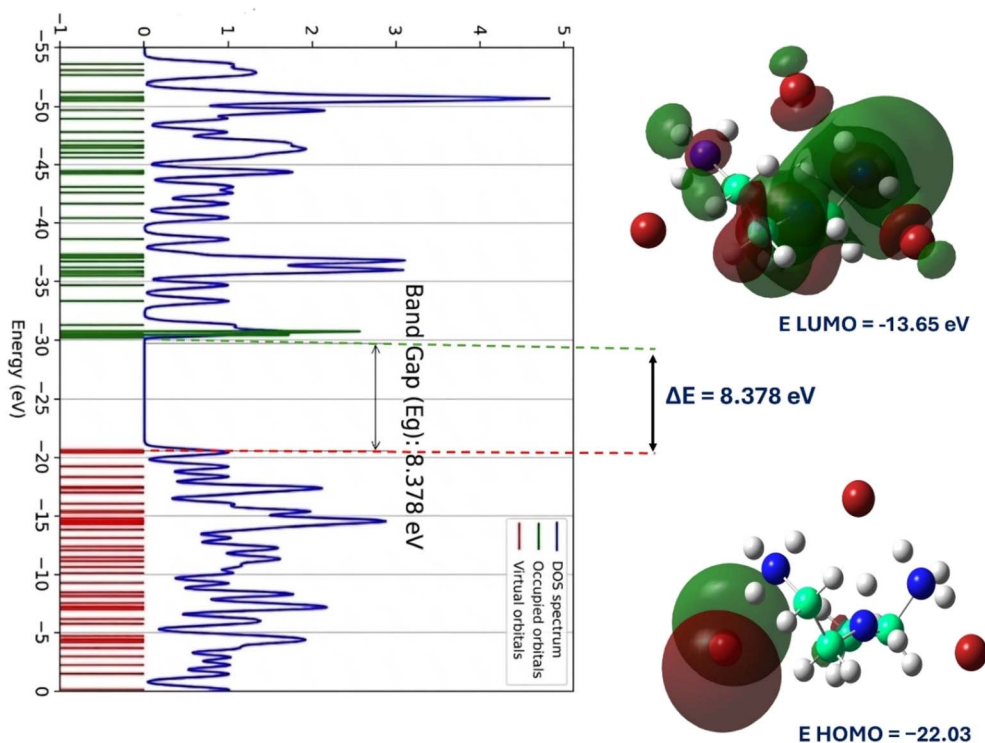 −1
0
1
2
3
4
5
−55
−50
−45
−40
−35
−30
−25
−20
−15
−10
−5
0
Energy (eV)
Band Gap (Eg): 8.378 eV
DOS spectrum
Occupied orbitals
Virtual orbitals
E LUMO = -13.65 eV
ΔE = 8.378 eV
E HOMO = −22.03